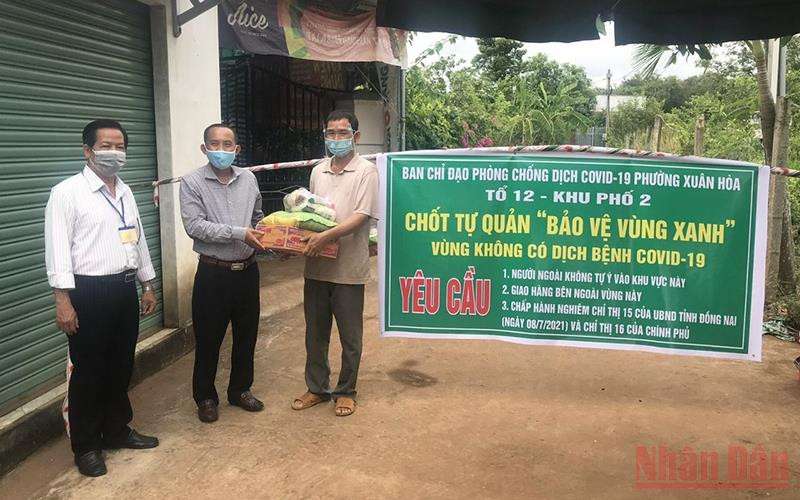 Aice
BAN CHỈ ĐẠO PHÒNG CHỐNG DỊCH COVID-19 PHƯỜNG XUÂN HÒA
TỔ 12 - KHU PHỐ 2
CHỐT TỰ QUẢN “BẢO VỆ VÙNG XANH”
VÙNG KHÔNG CÓ DỊCH BỆNH COVID-19
YÊU CẦU
1. NGƯỜI NGOÀI KHÔNG TỰ Ý VÀO KHU VỰC NÀY
2. GIAO HÀNG BÊN NGOÀI VÙNG NÀY
3. CHẤP HÀNH NGHIÊM CHỈ THỊ 15 CỦA UBND TỈNH ĐỒNG NAI
(NGÀY 08/7/2021) VÀ CHỈ THỊ 16 CỦA CHÍNH PHỦ
Nhân Dân